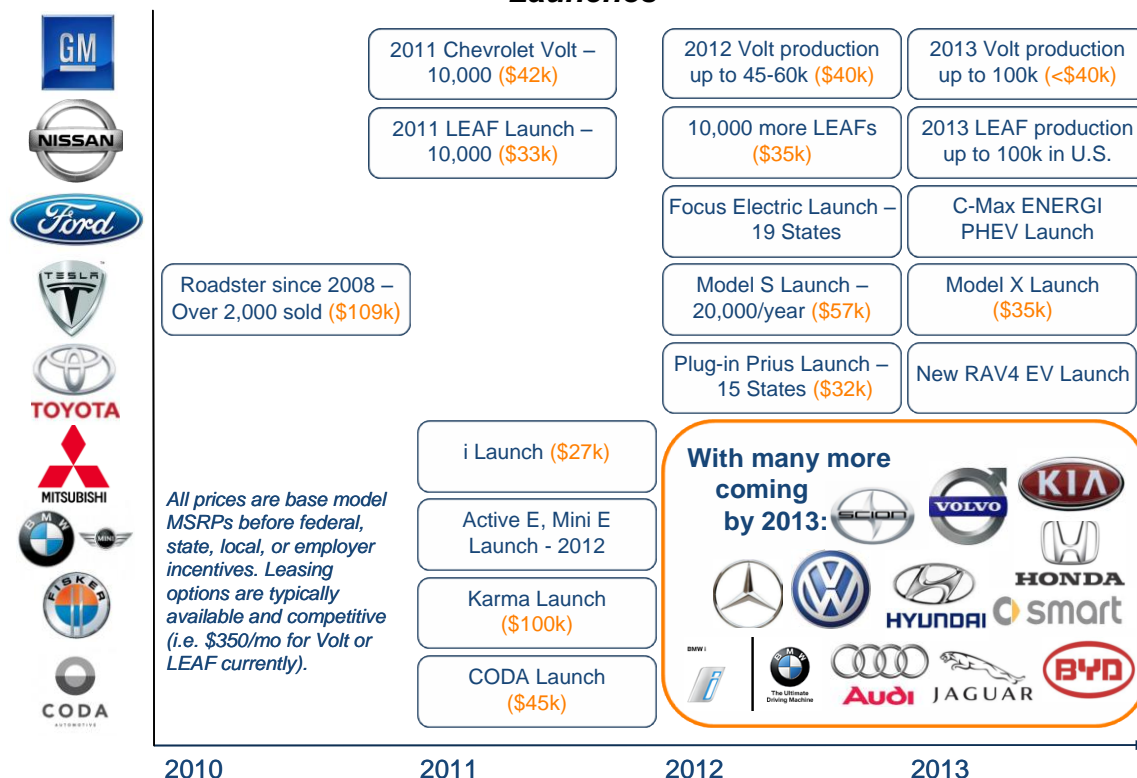 Launches
GM
2011 Chevrolet Volt –
10,000 ($42k)
2012 Volt production
up to 45-60k ($40k)
2013 Volt production
up to 100k (<$40k)
NISSAN
2011 LEAF Launch –
10,000 ($33k)
10,000 more LEAFs
($35k)
2013 LEAF production
up to 100k in U.S.
Ford
Focus Electric Launch –
19 States
C-Max ENERGI
PHEV Launch
TESLA
Roadster since 2008 –
Over 2,000 sold ($109k)
Model S Launch –
20,000/year ($57k)
Model X Launch
($35k)
TOYOTA
Plug-in Prius Launch –
15 States ($32k)
New RAV4 EV Launch
MITSUBISHI
i Launch ($27k)
BMW
MINI
Active E, Mini E
Launch - 2012
FISKER
Karma Launch
($100k)
CODA
AUTOMOTIVE
CODA Launch
($45k)
All prices are base model
MSRPs before federal,
state, local, or employer
incentives. Leasing
options are typically
available and competitive
(i.e. $350/mo for Volt or
LEAF currently).
With many more
coming
by 2013:
SCION
VOLVO
KIA
HONDA
HYUNDAI
smart
BMW i
i
BMW
The Ultimate
Driving Machine
Audi
JAGUAR
BYD
2010
2011
2012
2013